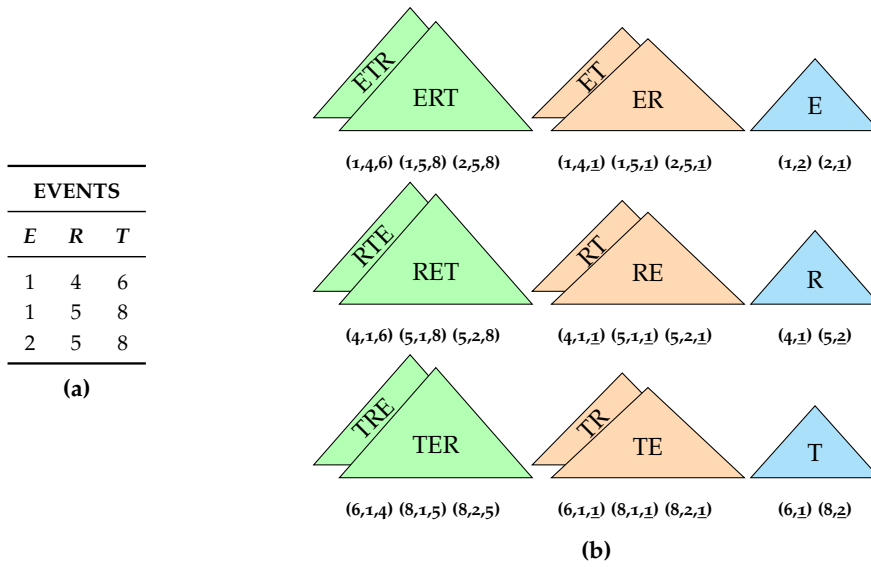 EVENTS
E R T
1 4 6
1 5 8
2 5 8
(a)
ETR
ERT
ET
ER
E
(1,4,6) (1,5,8) (2,5,8)
(1,4,1) (1,5,1) (2,5,1)
(1,2) (2,1)
RTE
RET
RT
RE
R
(4,1,6) (5,1,8) (5,2,8)
(4,1,1) (5,1,1) (5,2,1)
(4,1) (5,2)
TRE
TER
TR
TE
T
(6,1,4) (8,1,5) (8,2,5)
(6,1,1) (8,1,1) (8,2,1)
(6,1) (8,2)
(b)